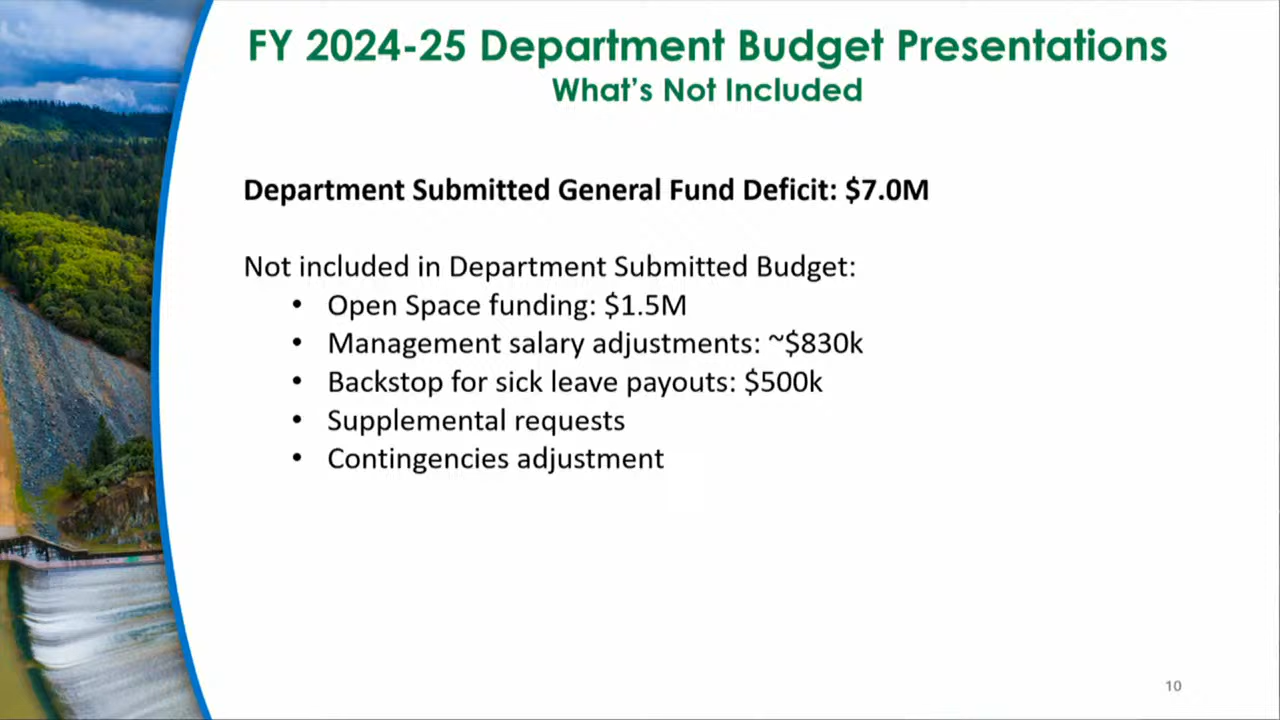 FY 2024-25 Department Budget Presentations
What's Not Included
Department Submitted General Fund Deficit: $7.0M
Not included in Department Submitted Budget:
• Open Space funding: $1.5M
• Management salary adjustments: ~$830k
• Backstop for sick leave payouts: $500k
• Supplemental requests
• Contingencies adjustment
10